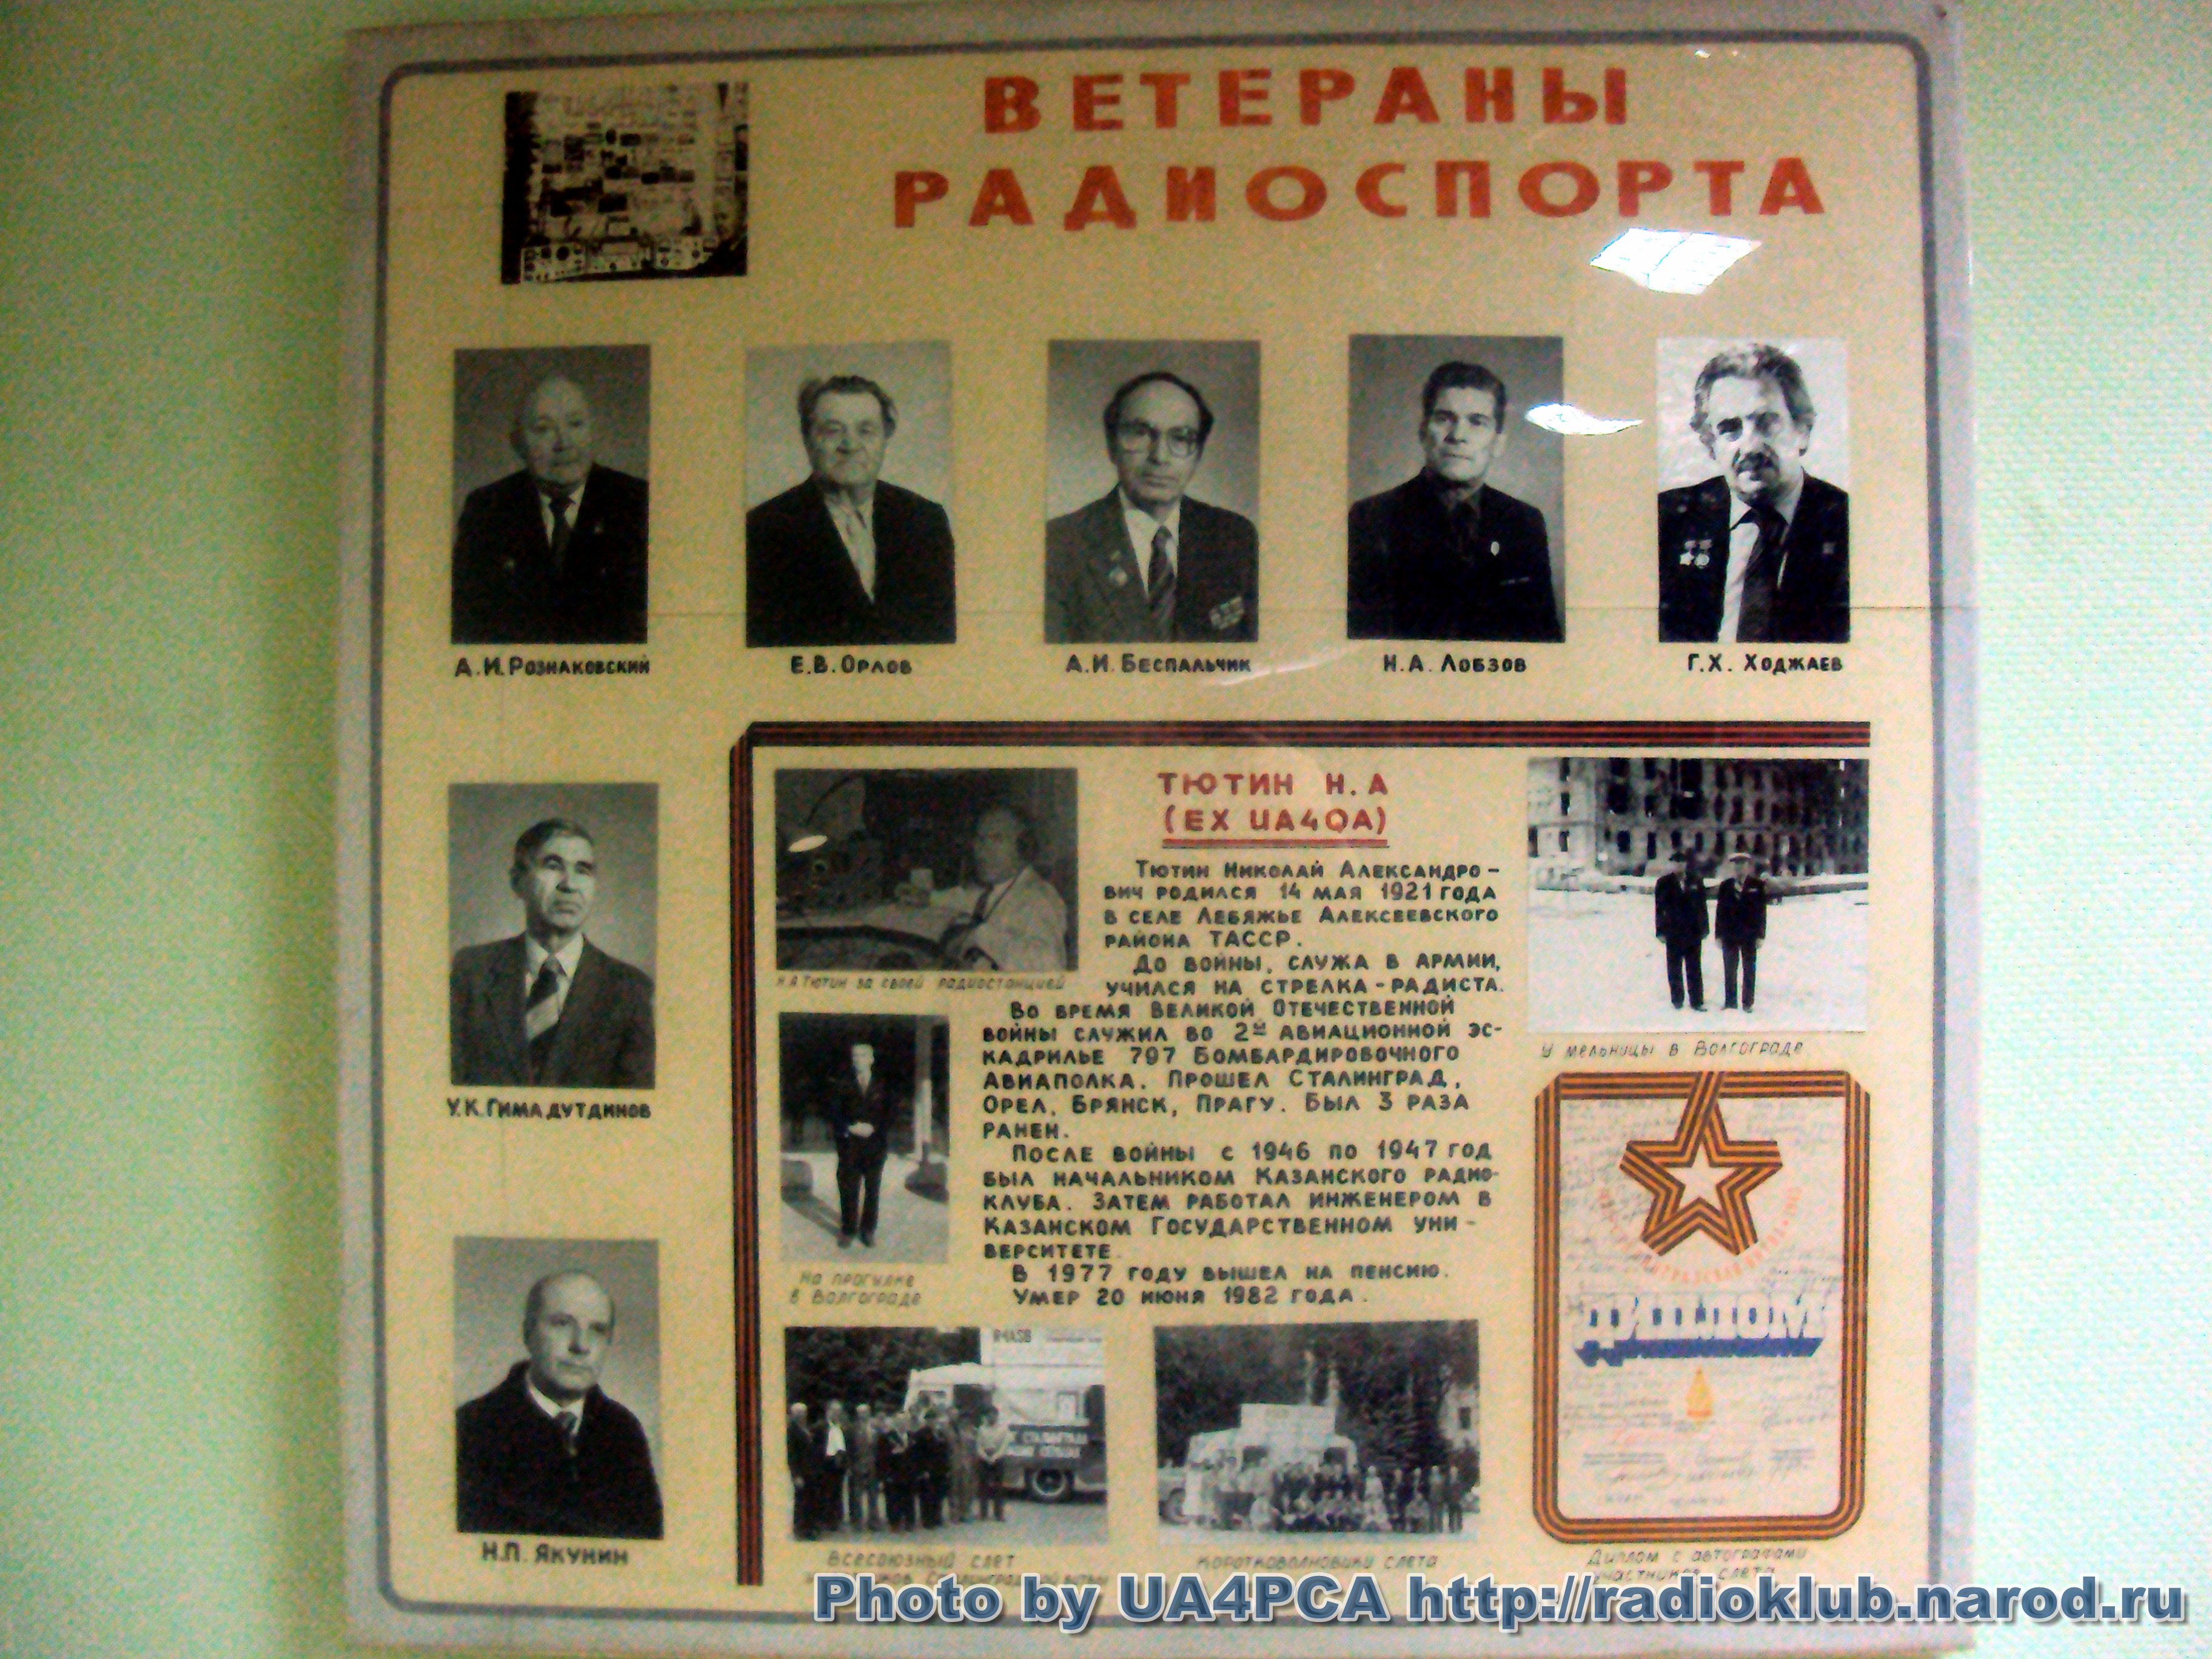 ВЕТЕРАНЫ
РАДИОСПОРТА
А.И.Рознаковский
Е.В.Орлов
А.И.Беспальчик
Н.А.Лобзов
Г.Х. Ходжаев
У.К.Гимадутдинов
Н.П. Якунин
ТЮТИН Н.А
(EX UA4QA)
Тютин Николай Александро-
вич родился 14 мая 1921 года
в селе Лебяжье Алексеевского
района ТАССР.
До войны, служа в армии,
учился на стрелка-радиста.
Во время Великой Отечественной
войны служил во 2ой авиационной эс-
кадрилье 797 Бомбардировочного
авиаполка. Прошел Сталинград,
Орел, Брянск, Прагу. Был 3 раза
ранен.
После войны с 1946 по 1947 год
был начальником Казанского радио-
клуба. Затем работал инженером в
Казанском Государственном уни-
верситете.
В 1977 году вышел на пенсию.
Умер 20 июня 1982 года.
Н.А.Тютин за своей радиостанцией
На прогулке
в Волгограде
У мельницы в Волгограде
R4ASB
СТАЛИНГРАДА
ДИПЛОМ
Всесоюзный слет
Сталинградской битвы
Коротковолновики слета
Диплом с автографами
участников слета
Photo by UA4PCA http://radioklub.narod.ru